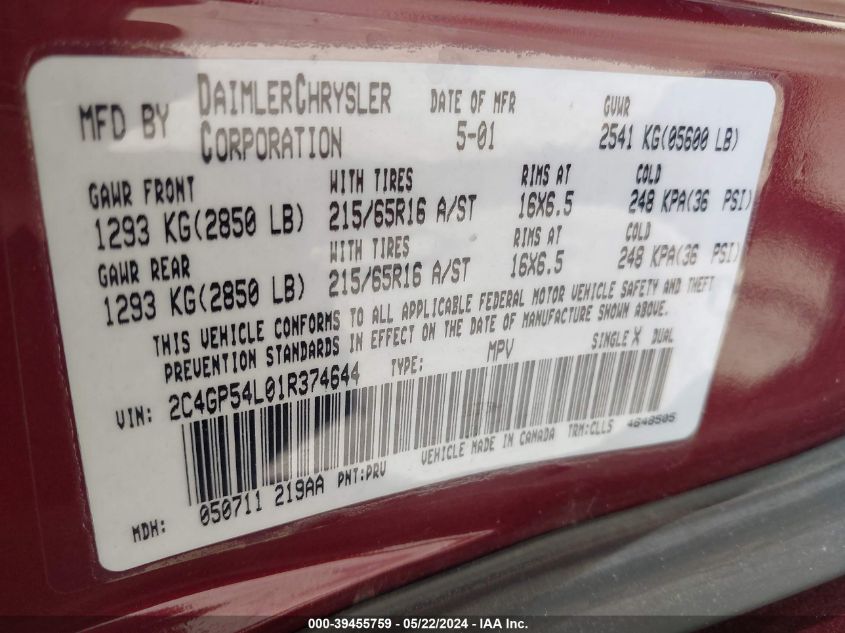 MFD BY DAIMLERCHRYSLER CORPORATION DATE OF MFR 5-01 GVWR 2541 KG(05600 LB)
GAWR FRONT WITH TIRES RIMS AT COLD
1293 KG(2850 LB) 215/65R16 A/ST 16X6.5 248 KPA(36 PSI)
GAWR REAR WITH TIRES RIMS AT COLD
1293 KG(2850 LB) 215/65R16 A/ST 16X6.5 248 KPA(36 PSI)
THIS VEHICLE CONFORMS TO ALL APPLICABLE FEDERAL MOTOR VEHICLE SAFETY AND THEFT
PREVENTION STANDARDS IN EFFECT ON THE DATE OF MANUFACTURE SHOWN ABOVE.
VIN: 2C4GP54L01R374644 TYPE: MPV SINGLE X DUAL
MDH: 050711 219AA PNT:PRV VEHICLE MADE IN CANADA TRM:CLLS 4648505
000-39455759 - 05/22/2024 - IAA Inc.